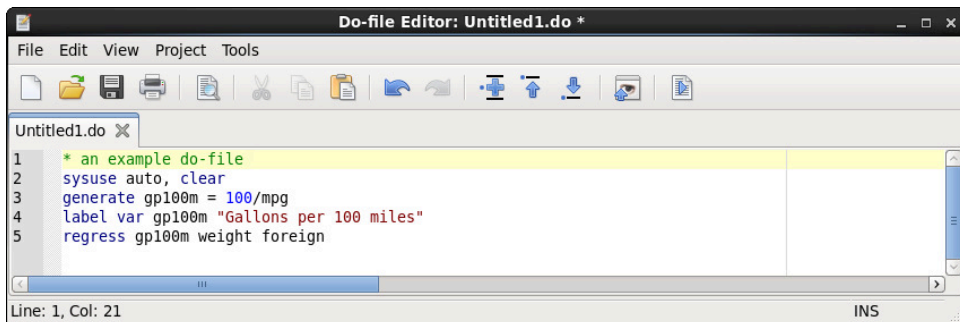 Do-file Editor: Untitled1.do *
File Edit View Project Tools
Untitled1.do
1 * an example do-file
2 sysuse auto, clear
3 generate gp100m = 100/mpg
4 label var gp100m "Gallons per 100 miles"
5 regress gp100m weight foreign
Line: 1, Col: 21 INS